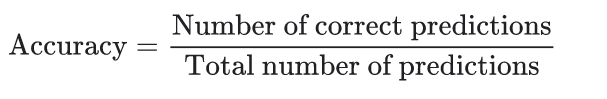 Accuracy = Number of correct predictions
Total number of predictions